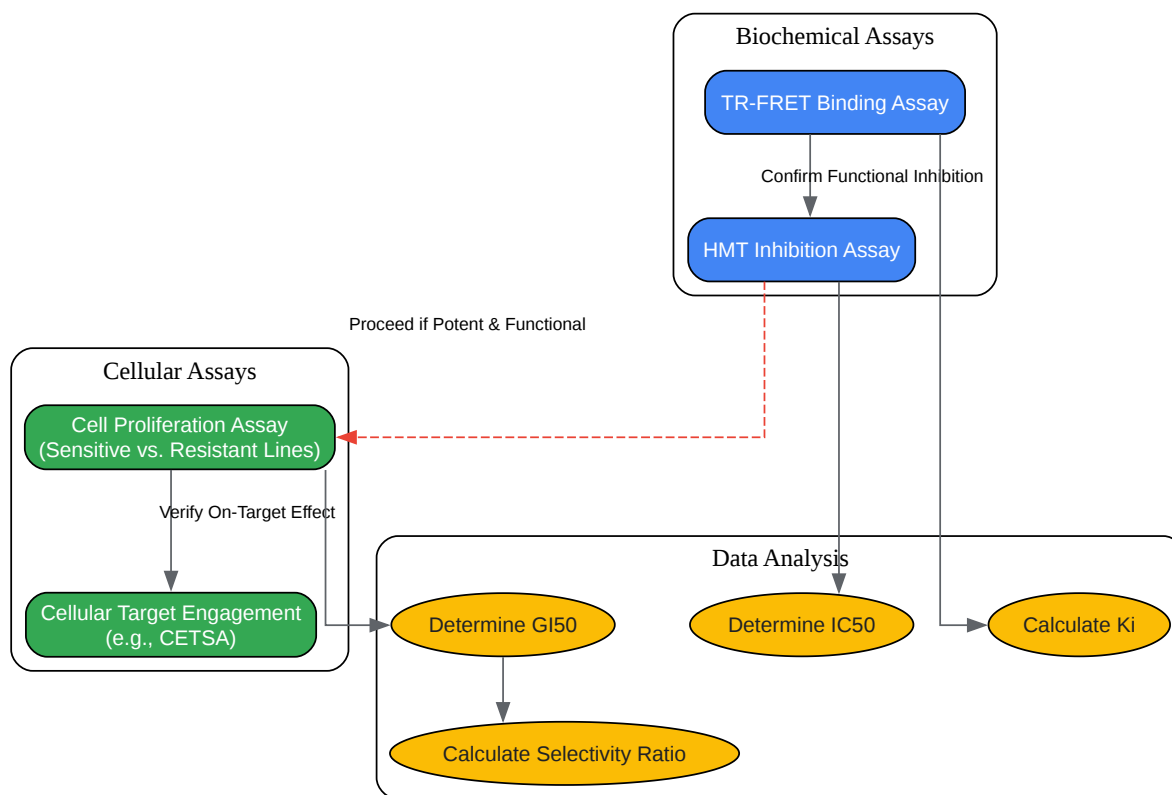 Biochemical Assays
TR-FRET Binding Assay
Confirm Functional Inhibition
HMT Inhibition Assay
Proceed if Potent & Functional
Cellular Assays
Cell Proliferation Assay
(Sensitive vs. Resistant Lines)
Verify On-Target Effect
Cellular Target Engagement
(e.g., CETSA)
Data Analysis
Determine GI50
Determine IC50
Calculate Ki
Calculate Selectivity Ratio